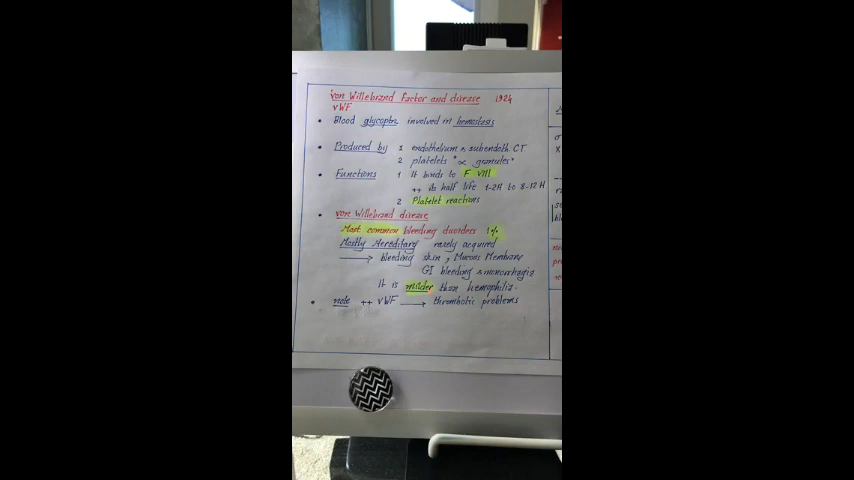 von Willebrand Factor and disease 1924
vWF
• Blood glycoptn involved in hemostasis
• Produced by 1 endothelium & subendoth CT
2 platelets "∝ granules"
• Functions 1 It binds to F VIII
++ its half life 1-2H to 8-12H
2 Platelet reactions
• von Willebrand disease
Most common bleeding disorders 1%
Mostly Hereditary rarely acquired
→ bleeding skin, Mucous Membrane
GI bleeding & menorrhagia
It is milder than hemophilia.
• note ++ vWF → thrombotic problems